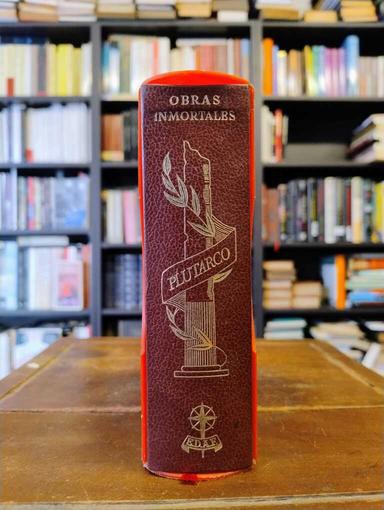 OBRAS
INMORTALES
PLUTARCO
E.D.A.F.